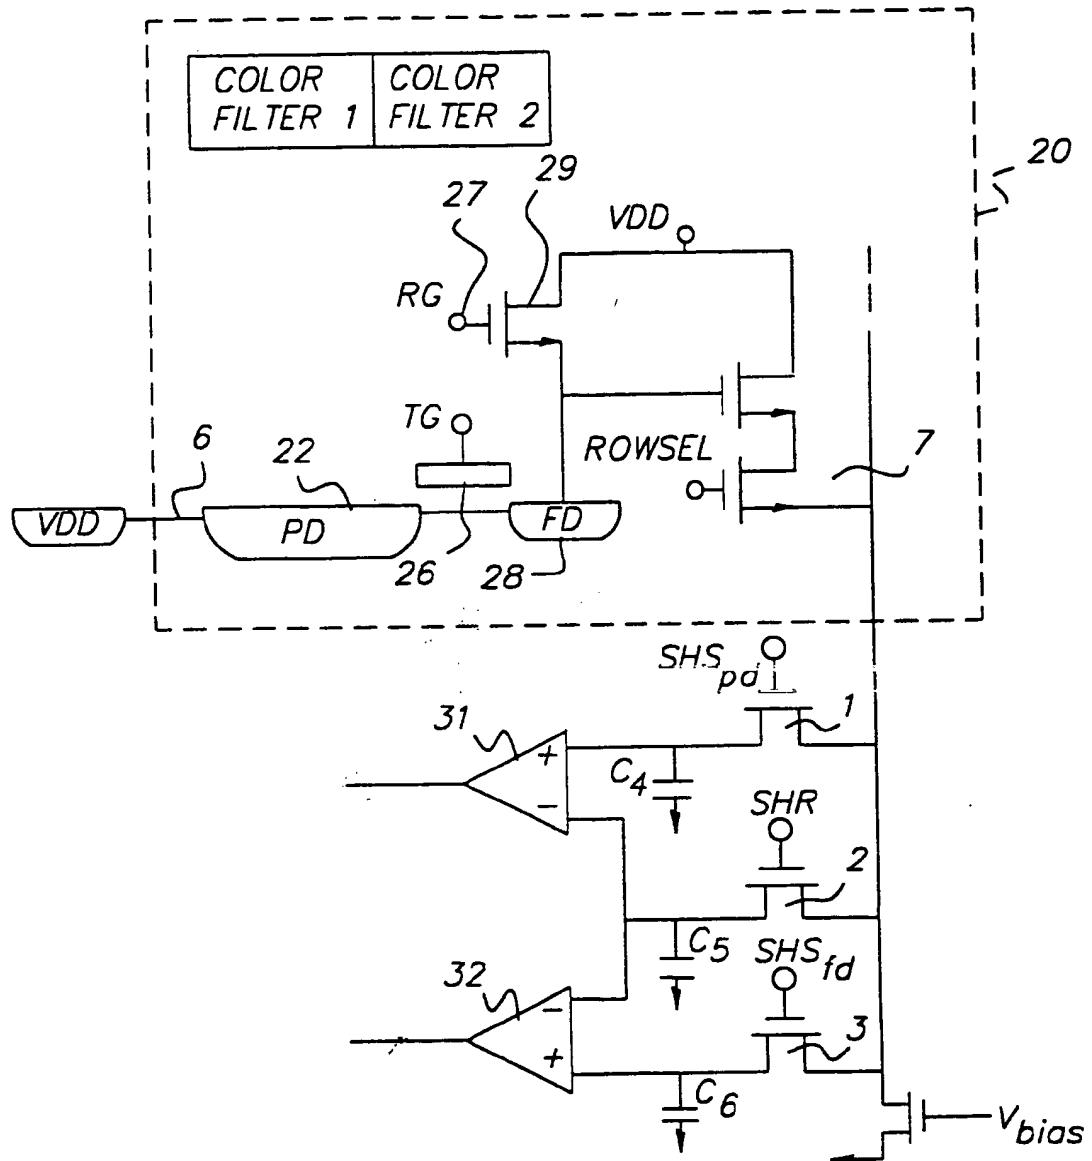 COLOR FILTER 1
COLOR FILTER 2
20
27
29
VDD
RG
TG
6
22
ROWSEL
7
VDD
PD
FD
26
28
SHSpd
31
1
+
C4
−
SHR
2
C5
SHSfd
32
−
3
+
C6
Vbias